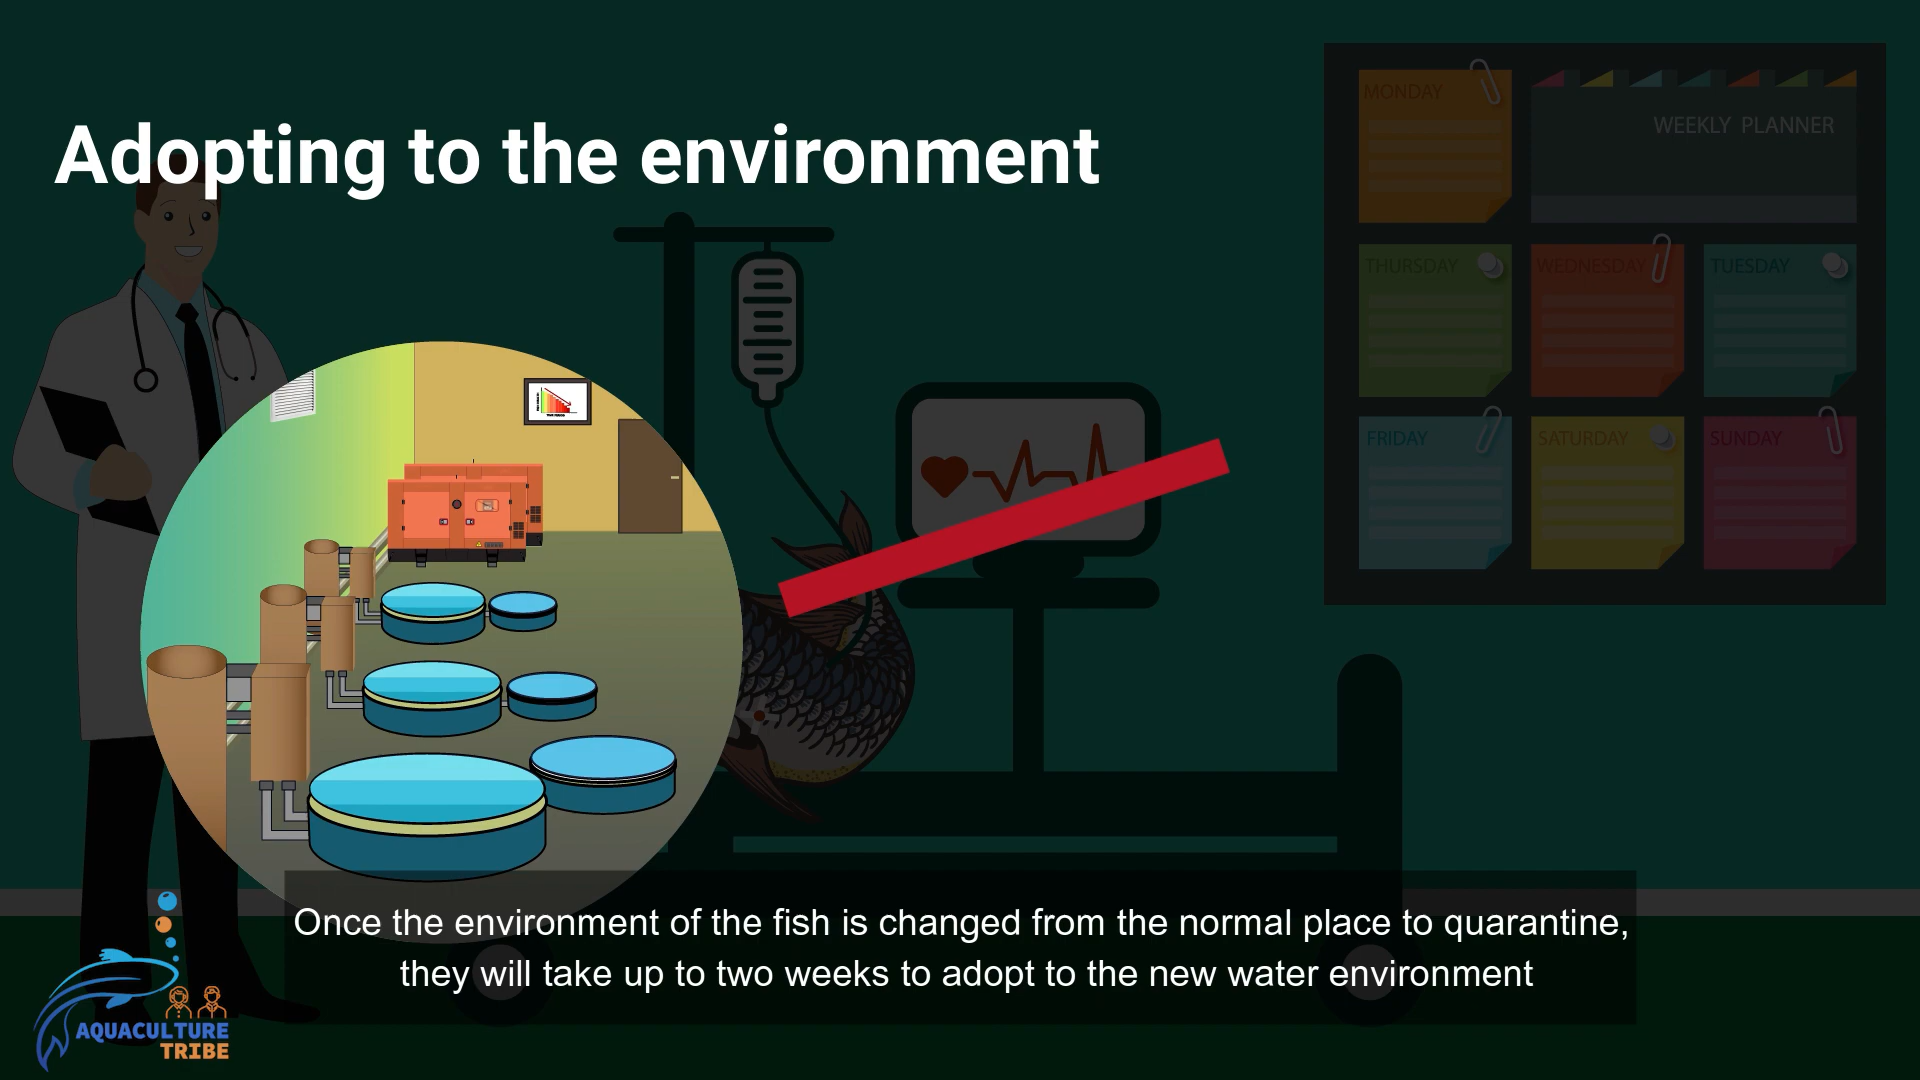 Adopting to the environment
MONDAY
WEEKLY PLANNER
THURSDAY
WEDNESDAY
TUESDAY
FRIDAY
SATURDAY
SUNDAY
Once the environment of the fish is changed from the normal place to quarantine,
they will take up to two weeks to adopt to the new water environment
AQUACULTURE
TRIBE